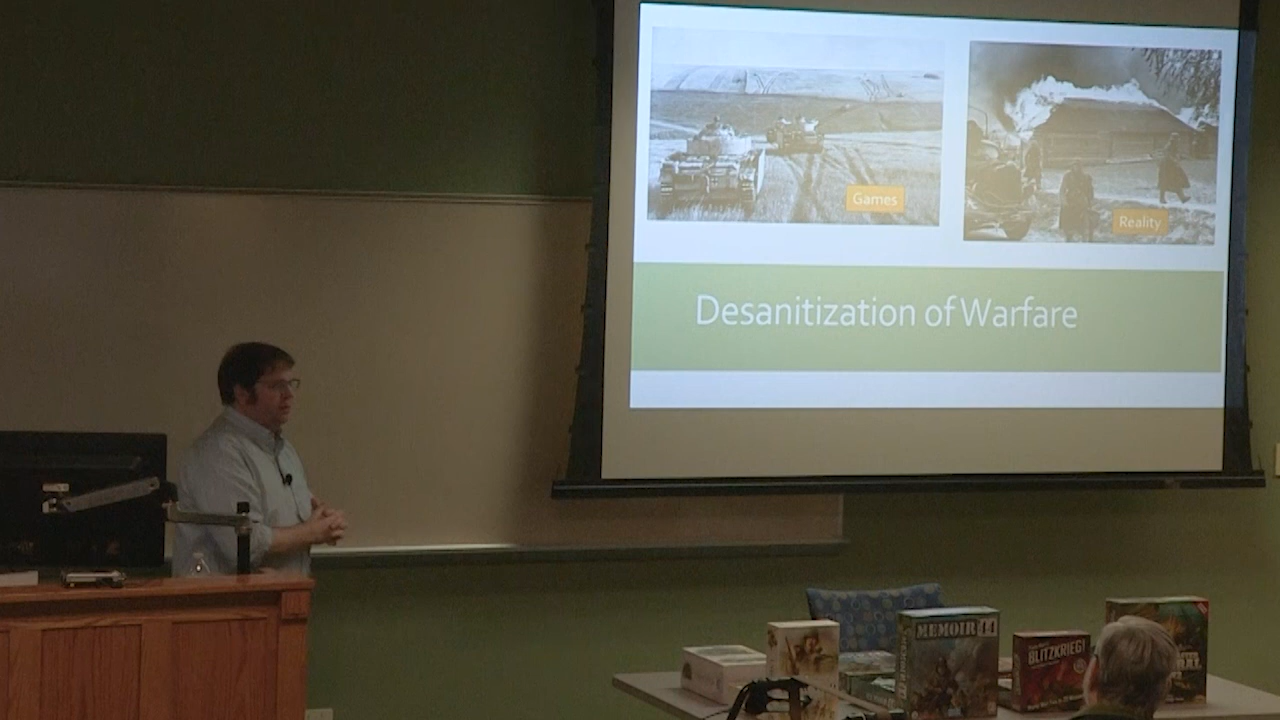 Games
Reality
Desanitization of Warfare
MEMOIR '44
BLITZKRIEG!